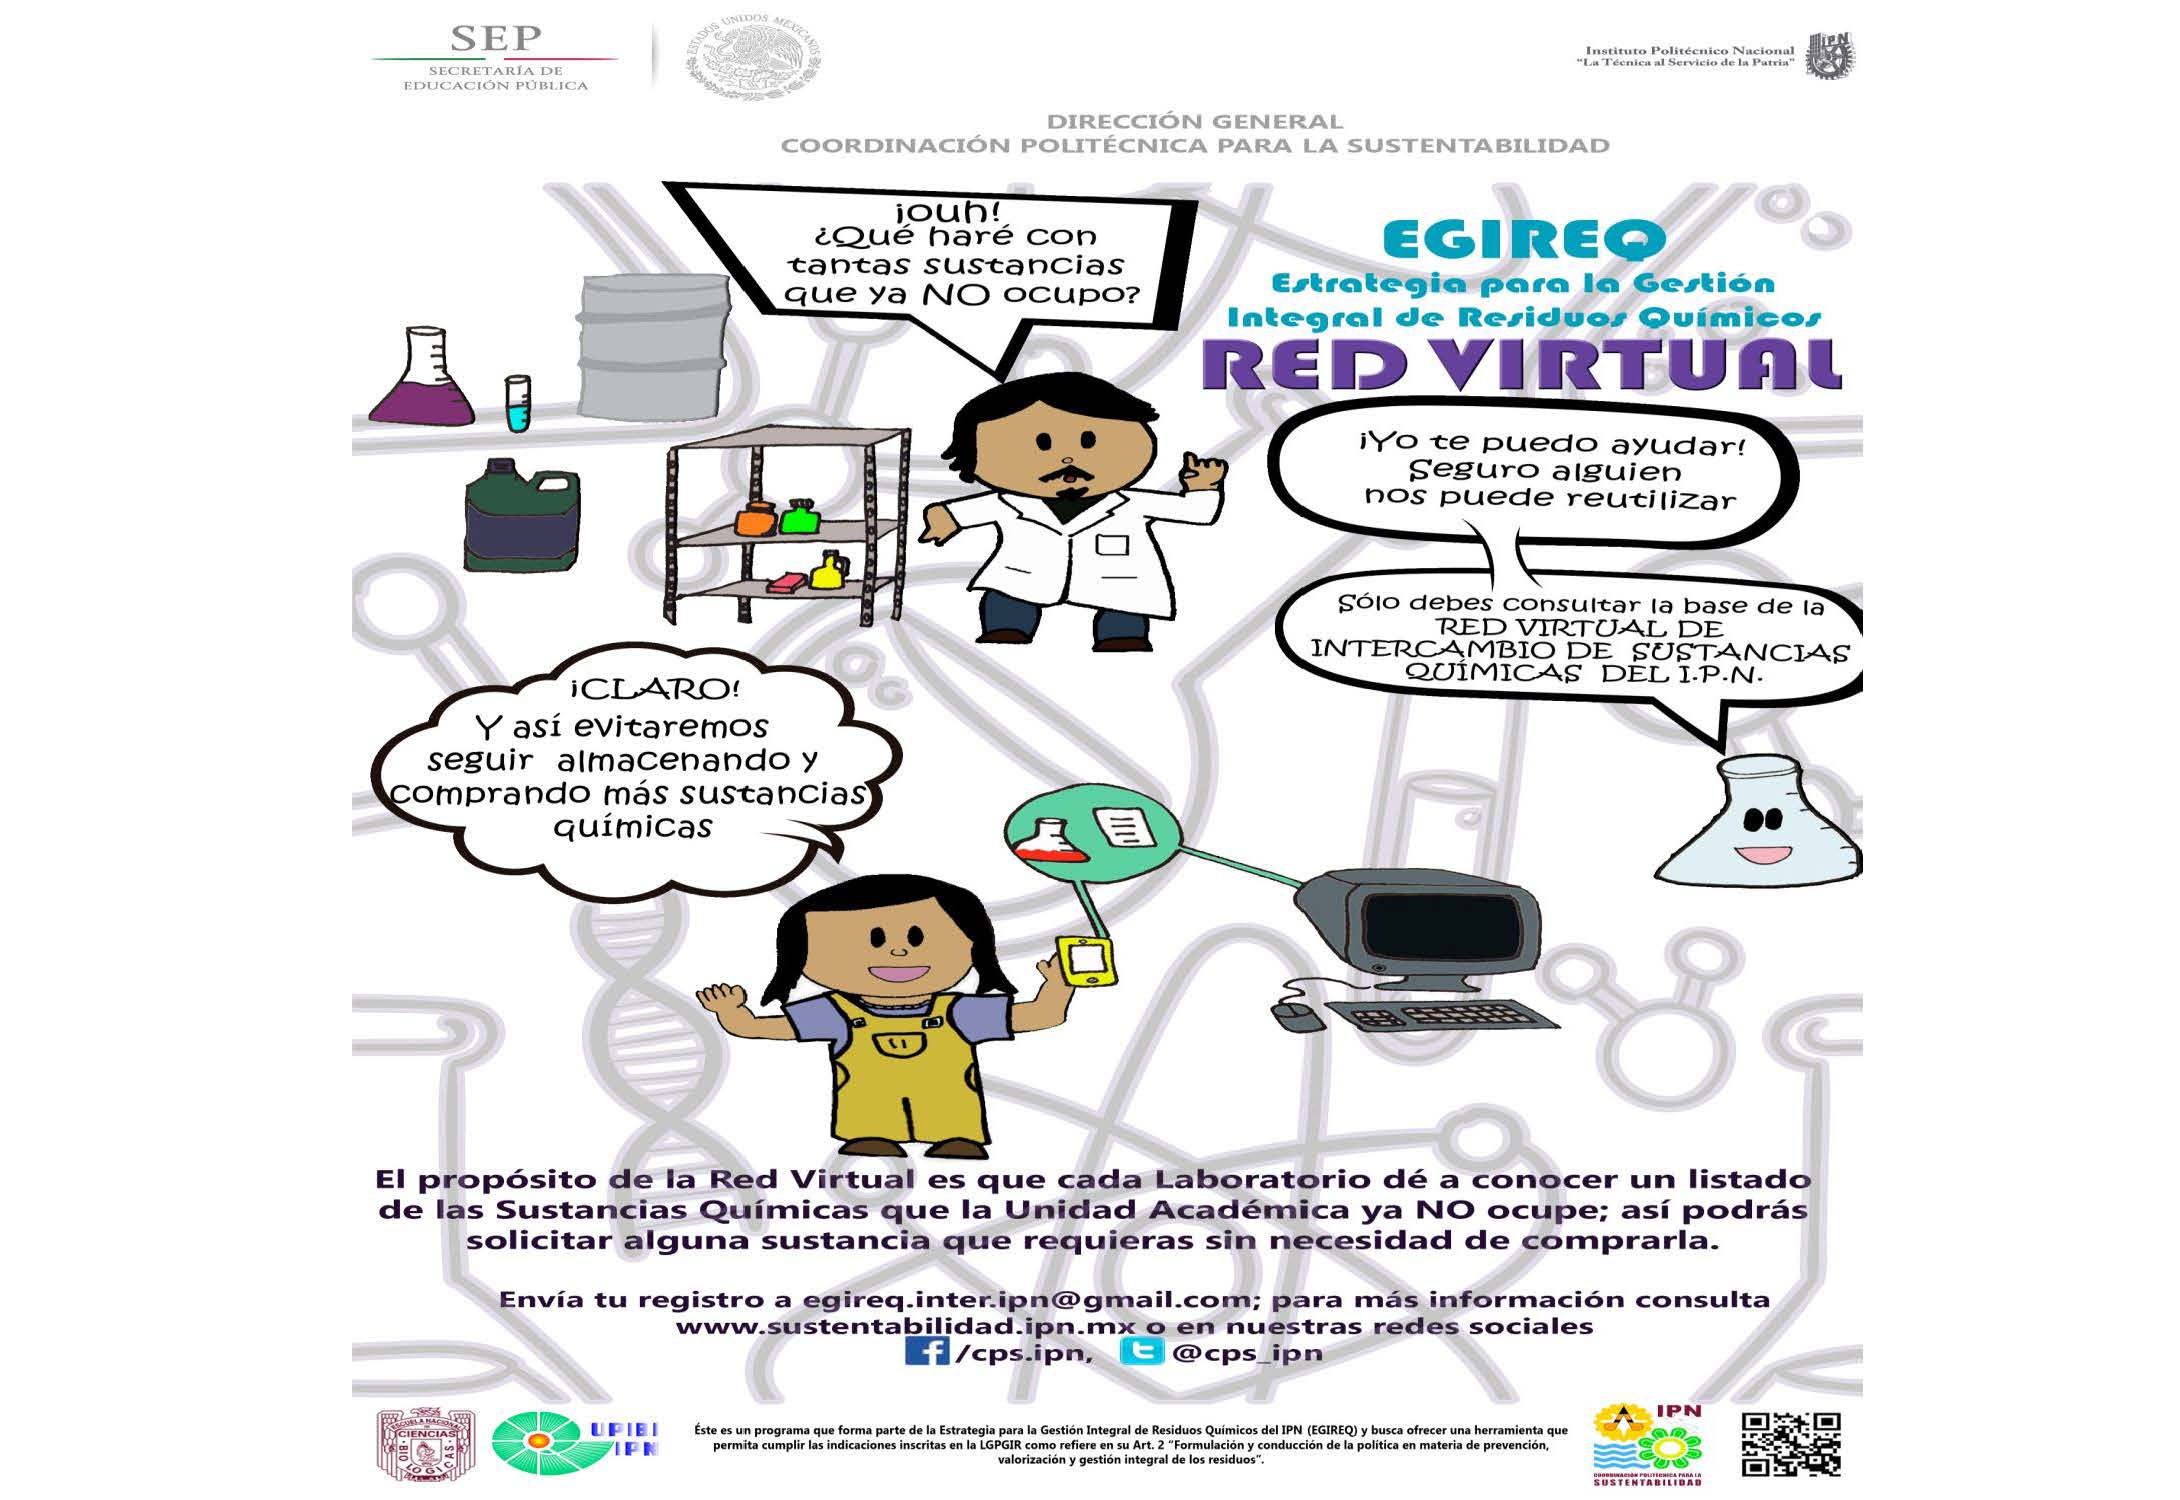 SEP
SECRETARÍA DE
EDUCACIÓN PÚBLICA
ESTADOS UNIDOS MEXICANOS
Instituto Politécnico Nacional
"La Técnica al Servicio de la Patria"
IPN
DIRECCIÓN GENERAL
COORDINACIÓN POLITÉCNICA PARA LA SUSTENTABILIDAD
¡ouh!
¿Qué haré con
tantas sustancias
que ya NO ocupo?
EGIREQ
Estrategia para la Gestión
Integral de Residuos Químicos
RED VIRTUAL
¡Yo te puedo ayudar!
Seguro alguien
nos puede reutilizar
Sólo debes consultar la base de la
RED VIRTUAL DE
INTERCAMBIO DE SUSTANCIAS
QUÍMICAS DEL I.P.N.
¡CLARO!
Y así evitaremos
seguir almacenando y
comprando más sustancias
químicas
El propósito de la Red Virtual es que cada Laboratorio dé a conocer un listado
de las Sustancias Químicas que la Unidad Académica ya NO ocupe; así podrás
solicitar alguna sustancia que requieras sin necesidad de comprarla.
Envía tu registro a egireq.inter.ipn@gmail.com; para más información consulta
www.sustentabilidad.ipn.mx o en nuestras redes sociales
f /cps.ipn, t @cps_ipn
ESCUELA NACIONAL
CIENCIAS
BIOLOGICAS
UPIBI
IPN
Éste es un programa que forma parte de la Estrategia para la Gestión Integral de Residuos Químicos del IPN (EGIREQ) y busca ofrecer una herramienta que
permita cumplir las indicaciones inscritas en la LGPGIR como refiere en su Art. 2 "Formulación y conducción de la política en materia de prevención,
valorización y gestión integral de los residuos".
IPN
COORDINACIÓN POLITÉCNICA PARA LA
SUSTENTABILIDAD